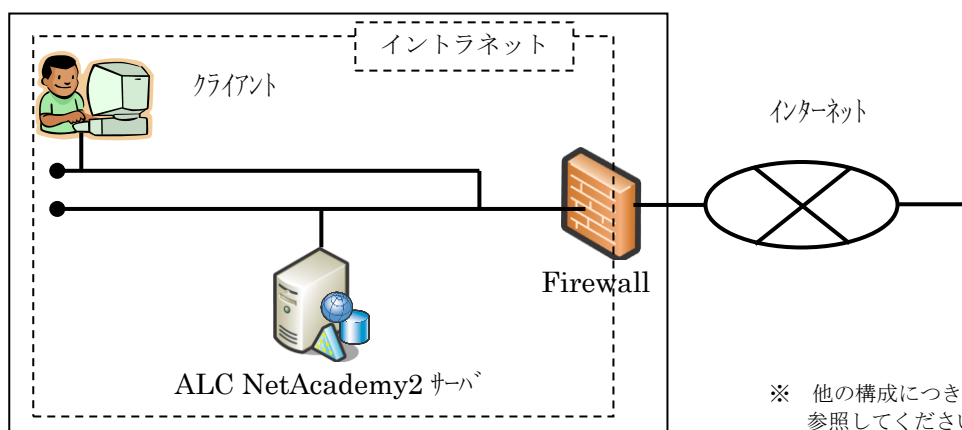 イントラネット
クライアント
インターネット
Firewall
ALC NetAcademy2 サーバ
※ 他の構成につき
参照してください